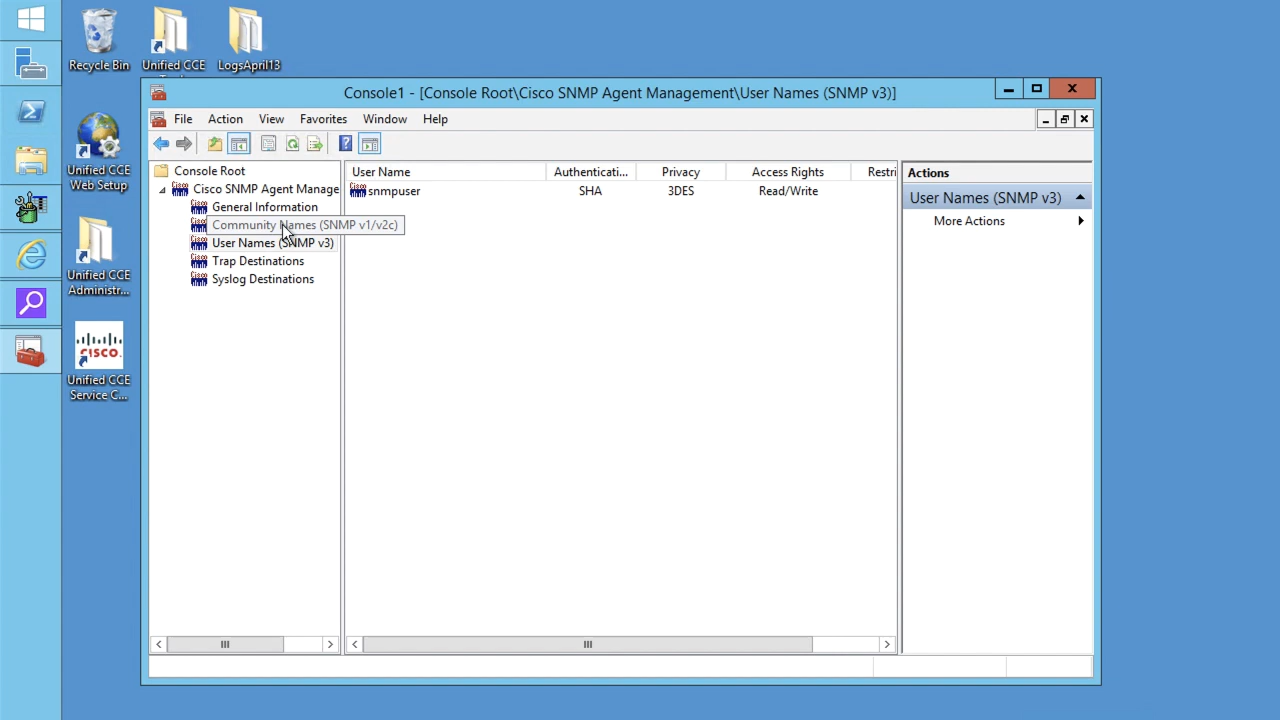 Recycle Bin
Unified CCE
LogsApril13
Unified CCE
Web Setup
Unified CCE
Administr...
CISCO.
Unified CCE
Service C...
Console1 - [Console Root\Cisco SNMP Agent Management\User Names (SNMP v3)]
File Action View Favorites Window Help
Console Root
Cisco SNMP Agent Manage
General Information
Community Names (SNMP v1/v2c)
User Names (SNMP v3)
Trap Destinations
Syslog Destinations
User Name Authenticati... Privacy Access Rights Restri
snmpuser SHA 3DES Read/Write
Actions
User Names (SNMP v3)
More Actions